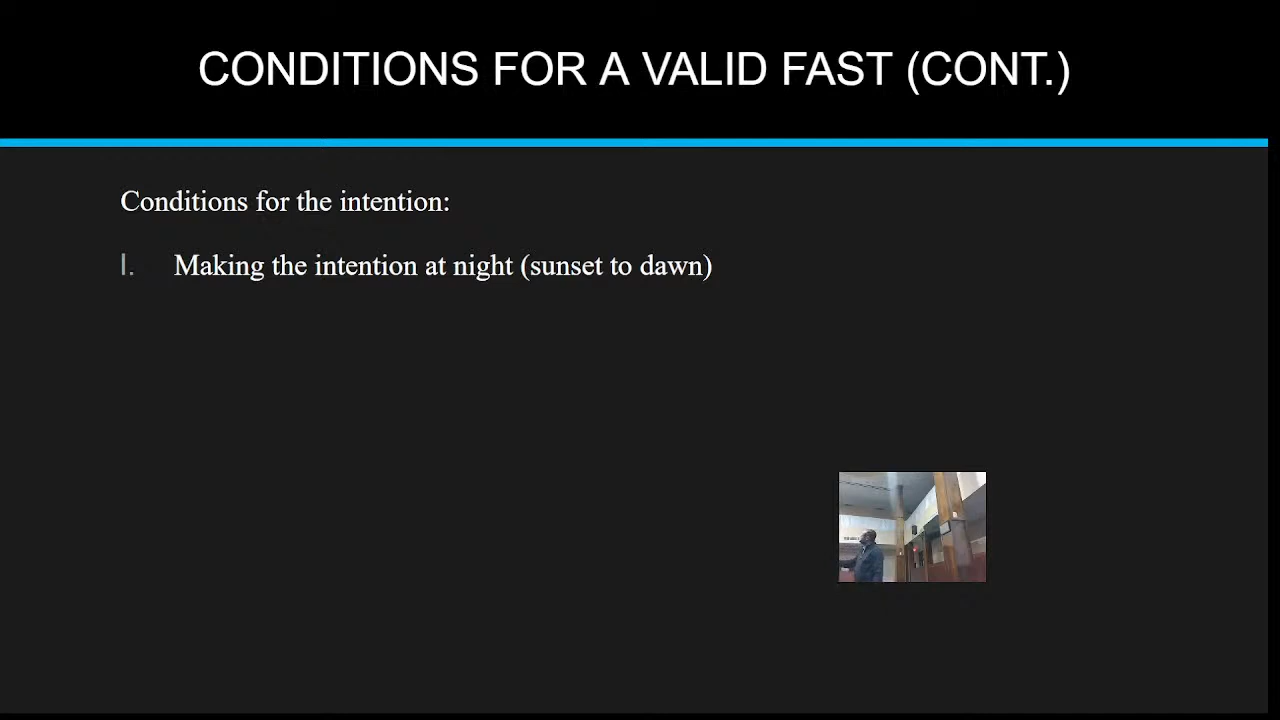 CONDITIONS FOR A VALID FAST (CONT.)
Conditions for the intention:
I. Making the intention at night (sunset to dawn)